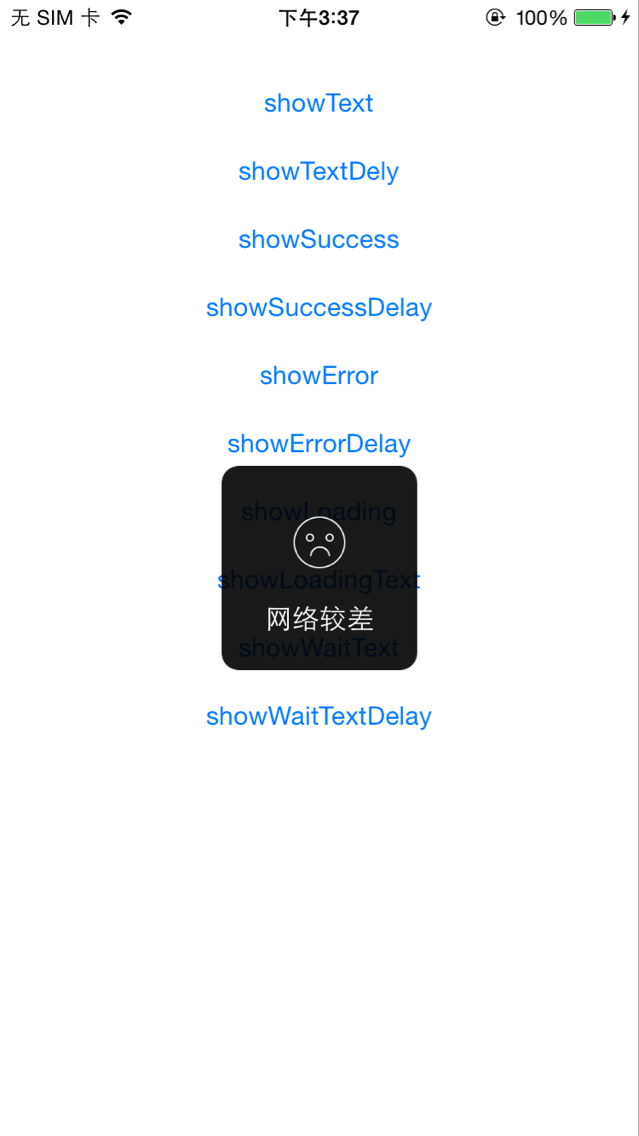 无 SIM 卡 下午3:37 100%
showText
showTextDely
showSuccess
showSuccessDelay
showError
showErrorDelay
showLoading
showLoadingText
网络较差
showWaitText
showWaitTextDelay